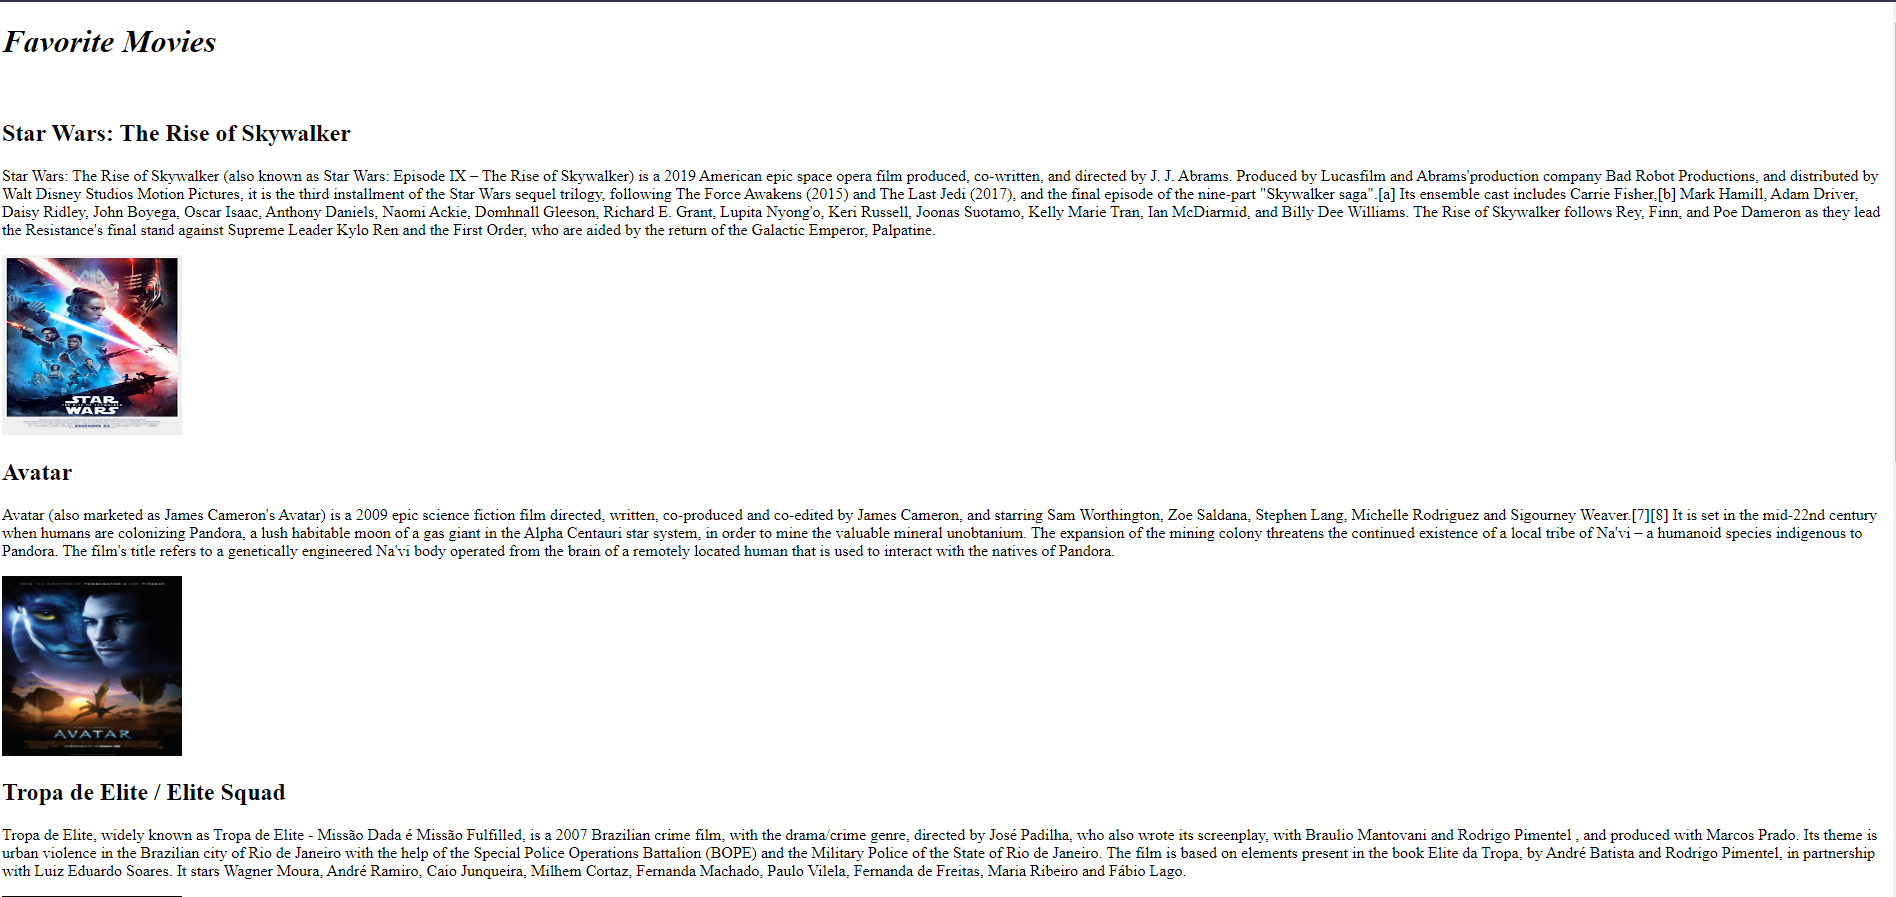 Favorite Movies
Star Wars: The Rise of Skywalker
Star Wars: The Rise of Skywalker (also known as Star Wars: Episode IX – The Rise of Skywalker) is a 2019 American epic space opera film produced, co-written, and directed by J. J. Abrams. Produced by Lucasfilm and Abrams'production company Bad Robot Productions, and distributed by
Walt Disney Studios Motion Pictures, it is the third installment of the Star Wars sequel trilogy, following The Force Awakens (2015) and The Last Jedi (2017), and the final episode of the nine-part "Skywalker saga".[a] Its ensemble cast includes Carrie Fisher,[b] Mark Hamill, Adam Driver,
Daisy Ridley, John Boyega, Oscar Isaac, Anthony Daniels, Naomi Ackie, Domhnall Gleeson, Richard E. Grant, Lupita Nyong'o, Keri Russell, Joonas Suotamo, Kelly Marie Tran, Ian McDiarmid, and Billy Dee Williams. The Rise of Skywalker follows Rey, Finn, and Poe Dameron as they lead
the Resistance's final stand against Supreme Leader Kylo Ren and the First Order, who are aided by the return of the Galactic Emperor, Palpatine.
STAR
WARS
Avatar
Avatar (also marketed as James Cameron's Avatar) is a 2009 epic science fiction film directed, written, co-produced and co-edited by James Cameron, and starring Sam Worthington, Zoe Saldana, Stephen Lang, Michelle Rodriguez and Sigourney Weaver.[7][8] It is set in the mid-22nd century
when humans are colonizing Pandora, a lush habitable moon of a gas giant in the Alpha Centauri star system, in order to mine the valuable mineral unobtanium. The expansion of the mining colony threatens the continued existence of a local tribe of Na'vi – a humanoid species indigenous to
Pandora. The film's title refers to a genetically engineered Na'vi body operated from the brain of a remotely located human that is used to interact with the natives of Pandora.
AVATAR
Tropa de Elite / Elite Squad
Tropa de Elite, widely known as Tropa de Elite - Missão Dada é Missão Fulfilled, is a 2007 Brazilian crime film, with the drama/crime genre, directed by José Padilha, who also wrote its screenplay, with Braulio Mantovani and Rodrigo Pimentel , and produced with Marcos Prado. Its theme is
urban violence in the Brazilian city of Rio de Janeiro with the help of the Special Police Operations Battalion (BOPE) and the Military Police of the State of Rio de Janeiro. The film is based on elements present in the book Elite da Tropa, by André Batista and Rodrigo Pimentel, in partnership
with Luiz Eduardo Soares. It stars Wagner Moura, André Ramiro, Caio Junqueira, Milhem Cortaz, Fernanda Machado, Paulo Vilela, Fernanda de Freitas, Maria Ribeiro and Fábio Lago.